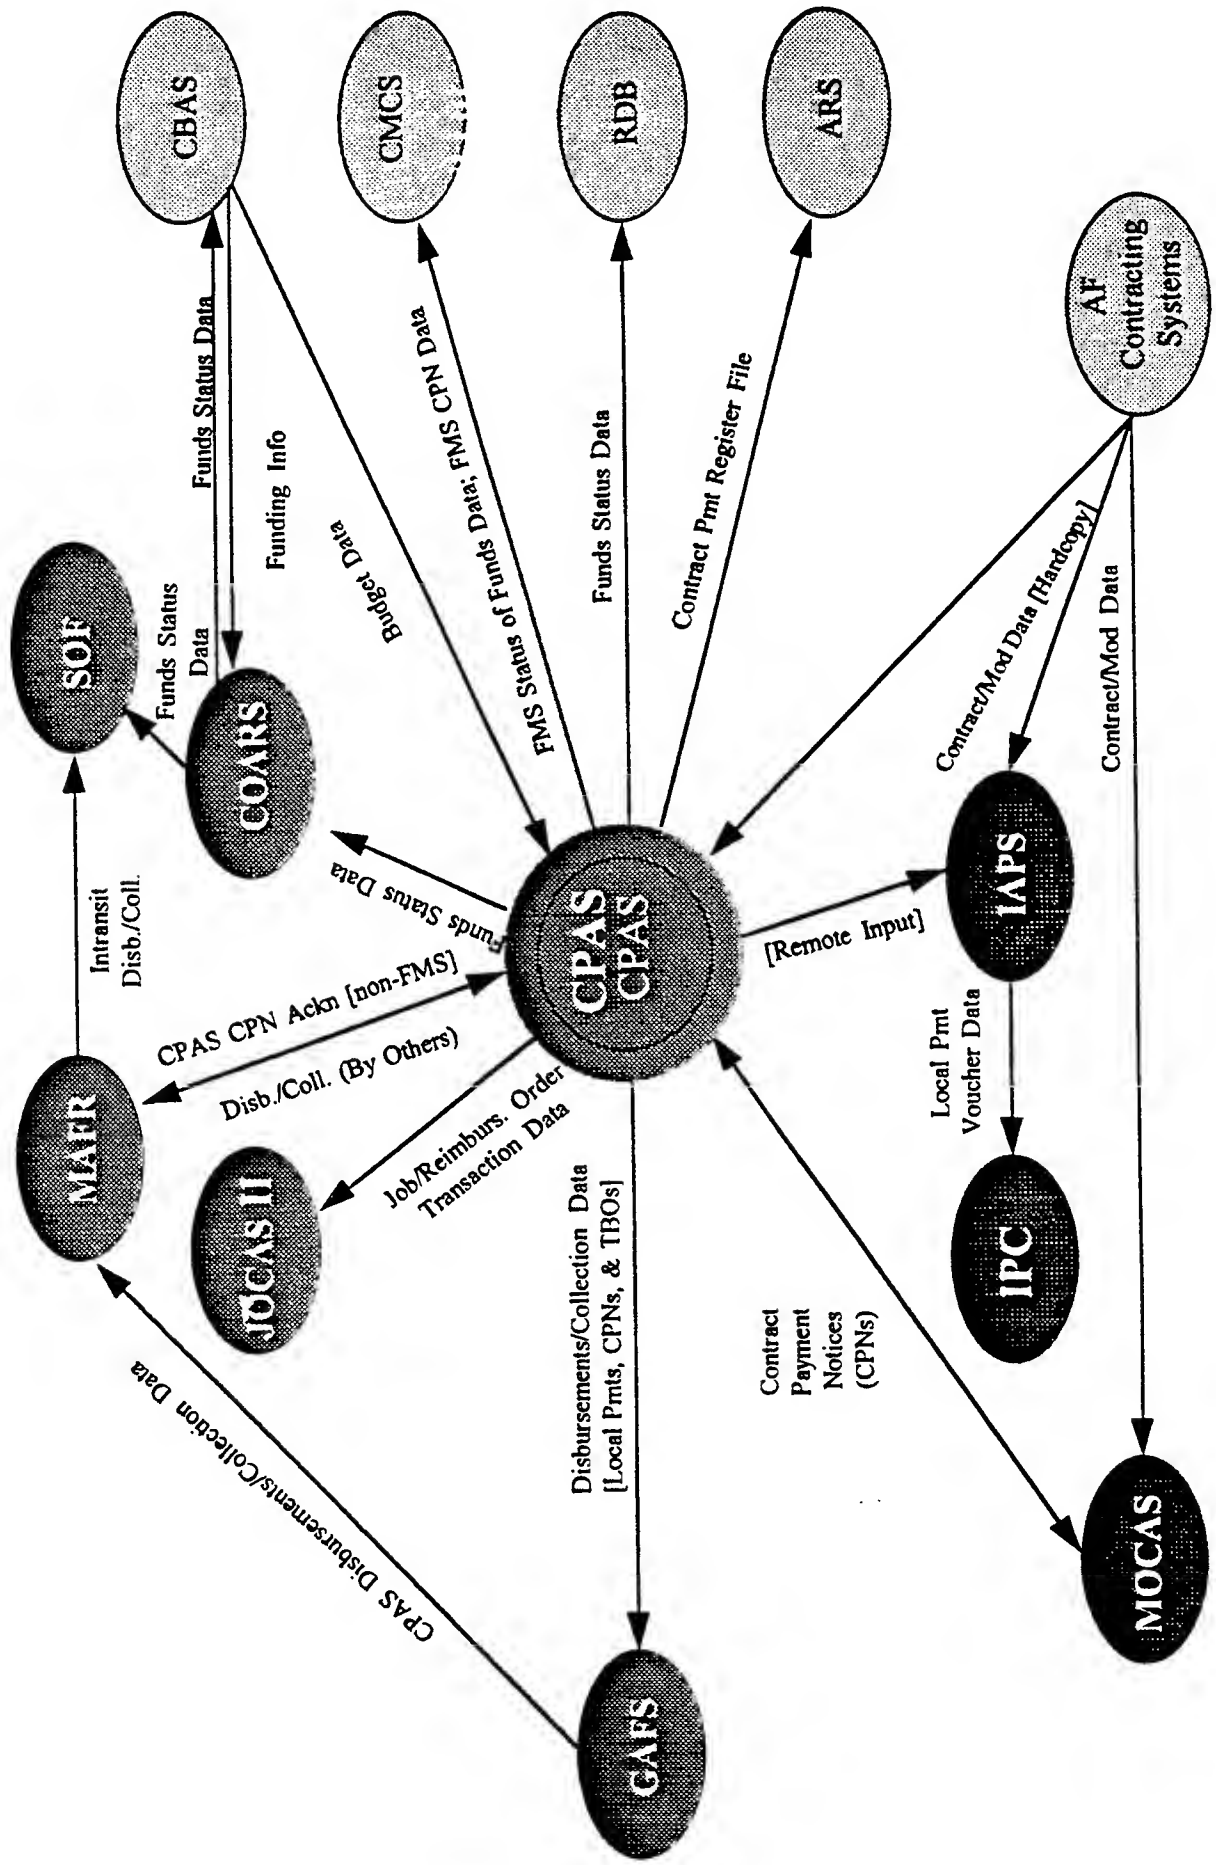 CBAS
CMCS
RDB
ARS
AF
Contracting
Systems
Funds Status Data
Funding Info
Budget Data
FMS Status of Funds Data; FMS CPN Data
Funds Status Data
Contract Pmt Register File
Contract/Mod Data [Hardcopy]
Contract/Mod Data
SOF
Funds Status
Data
COARS
Funds Status Data
CPAS
CPAS
[Remote Input]
IAPS
Intransit
Disb./Coll.
CPAS CPN Ackn [non-FMS]
Disb./Coll. (By Others)
Job/Reimburs. Order
Transaction Data
Local Pmt
Voucher Data
MAFR
JOCAS II
IPC
Disbursements/Collection Data
[Local Pmts, CPNs, & TBOs]
Contract
Payment
Notices
(CPNs)
CPAS Disbursements/Collection Data
GAFS
MOCAS